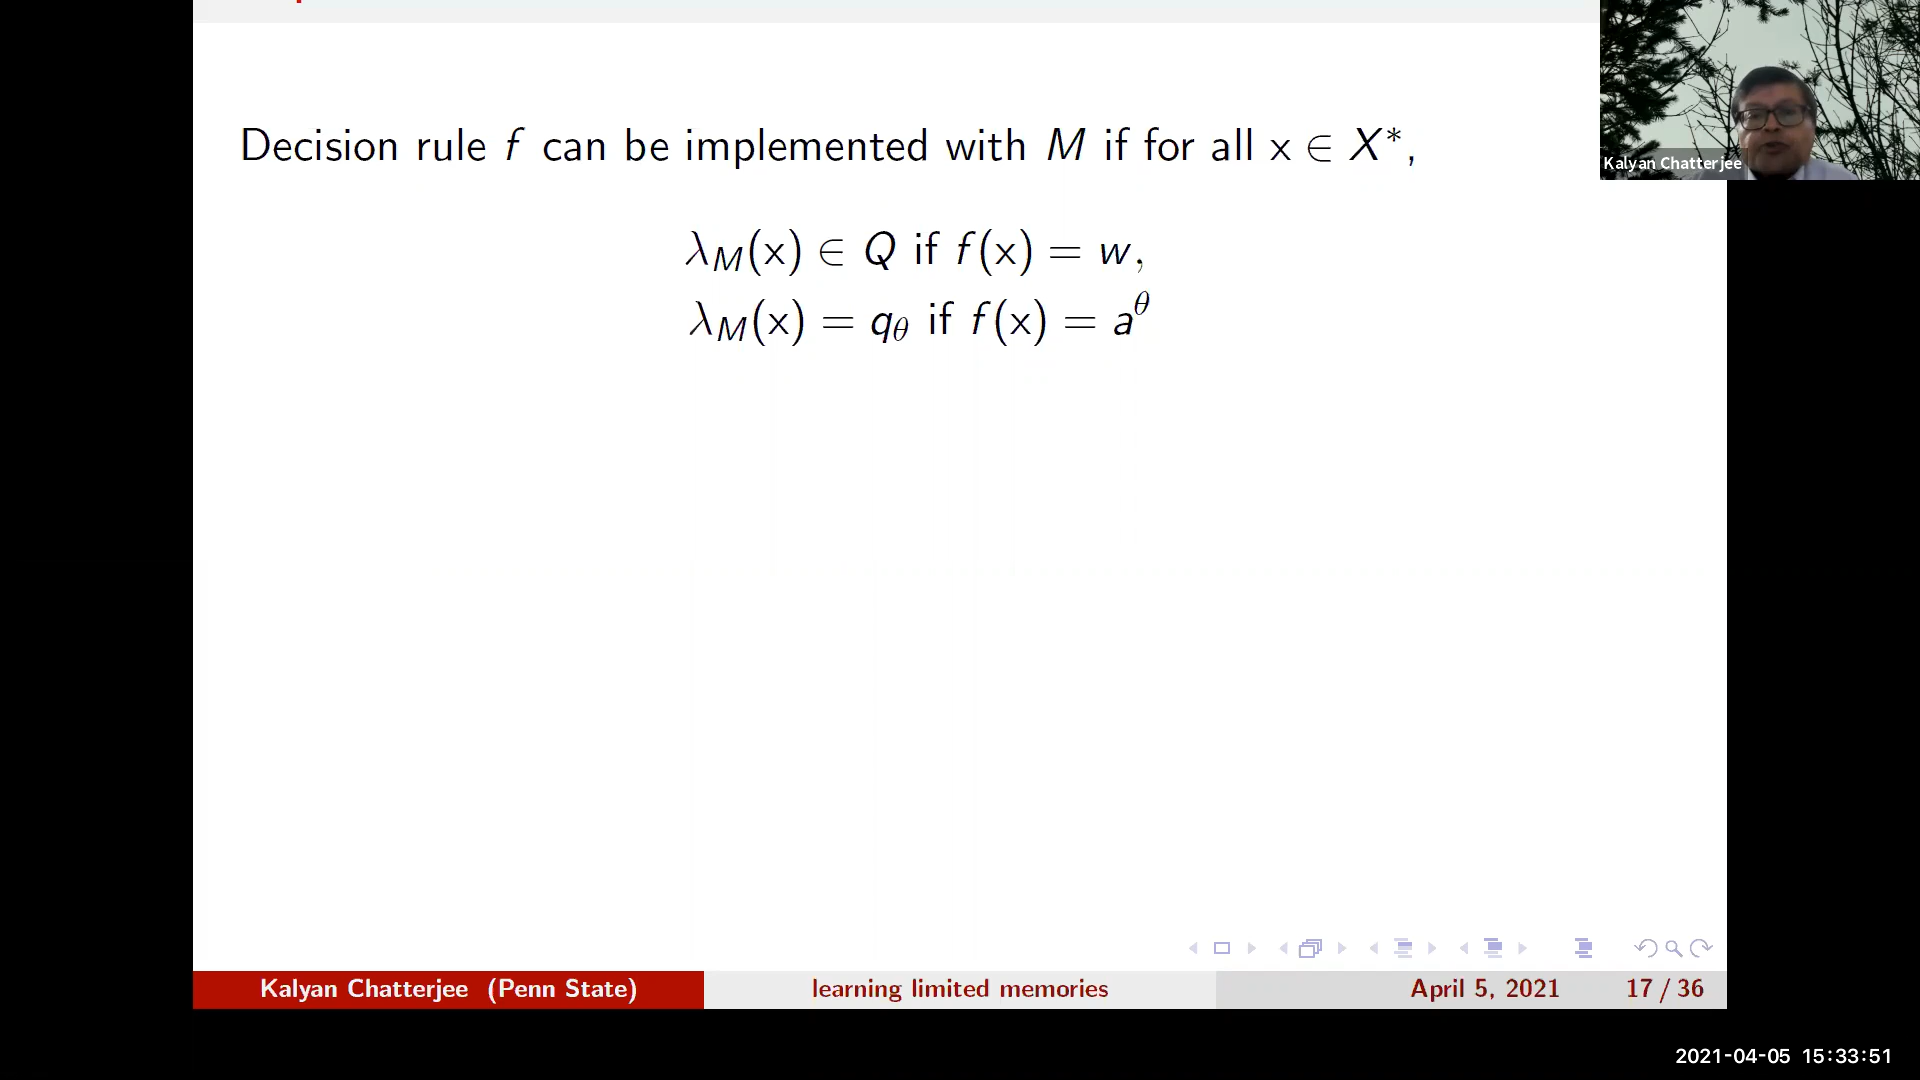 Kalyan Chatterjee
Decision rule f can be implemented with M if for all x ∈ X*,
λ_M(x) ∈ Q if f(x) = w,
λ_M(x) = q_θ if f(x) = a^θ
Kalyan Chatterjee (Penn State) learning limited memories April 5, 2021 17 / 36
2021-04-05 15:33:51